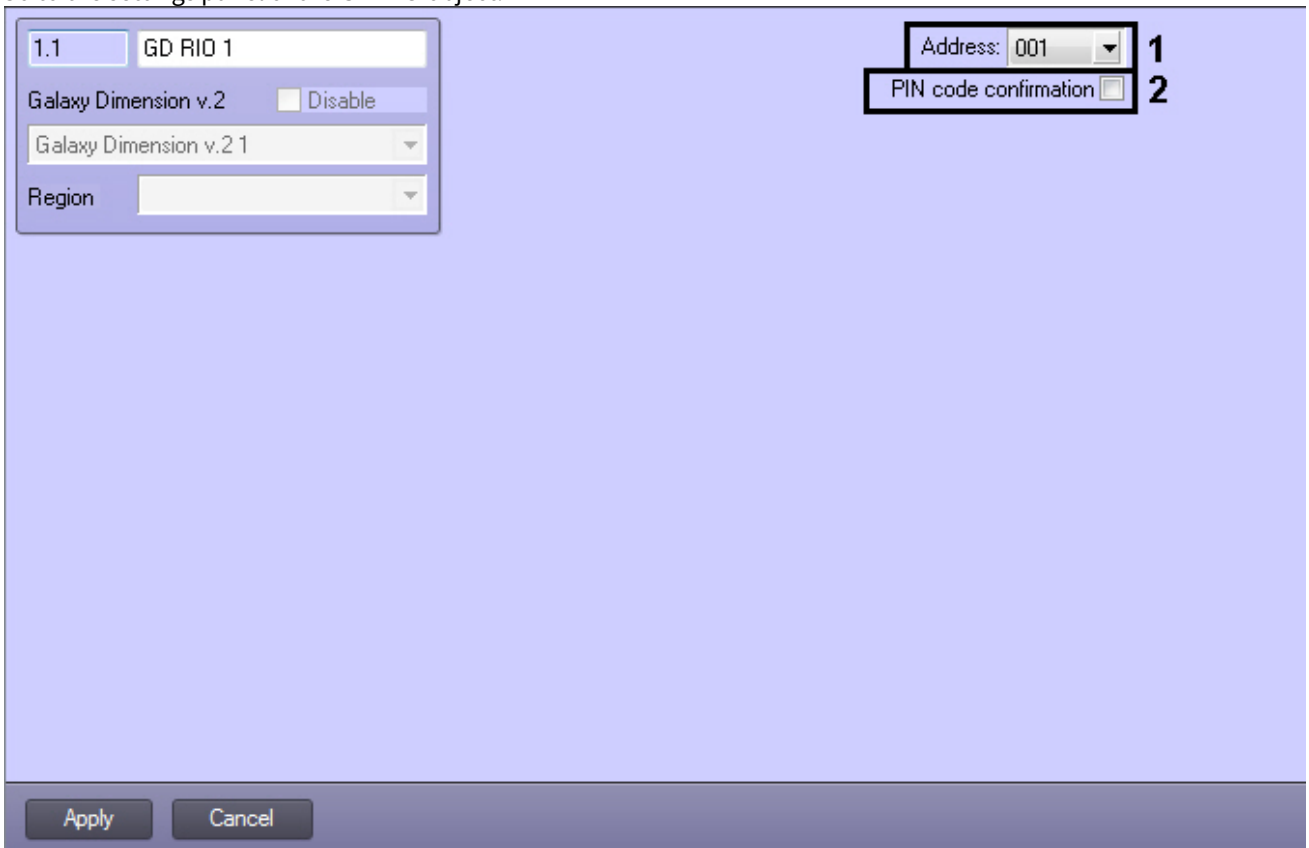 1.1 GD RIO 1
Galaxy Dimension v.2 Disable
Galaxy Dimension v.2 1
Region
Address: 001 1
PIN code confirmation 2
Apply Cancel